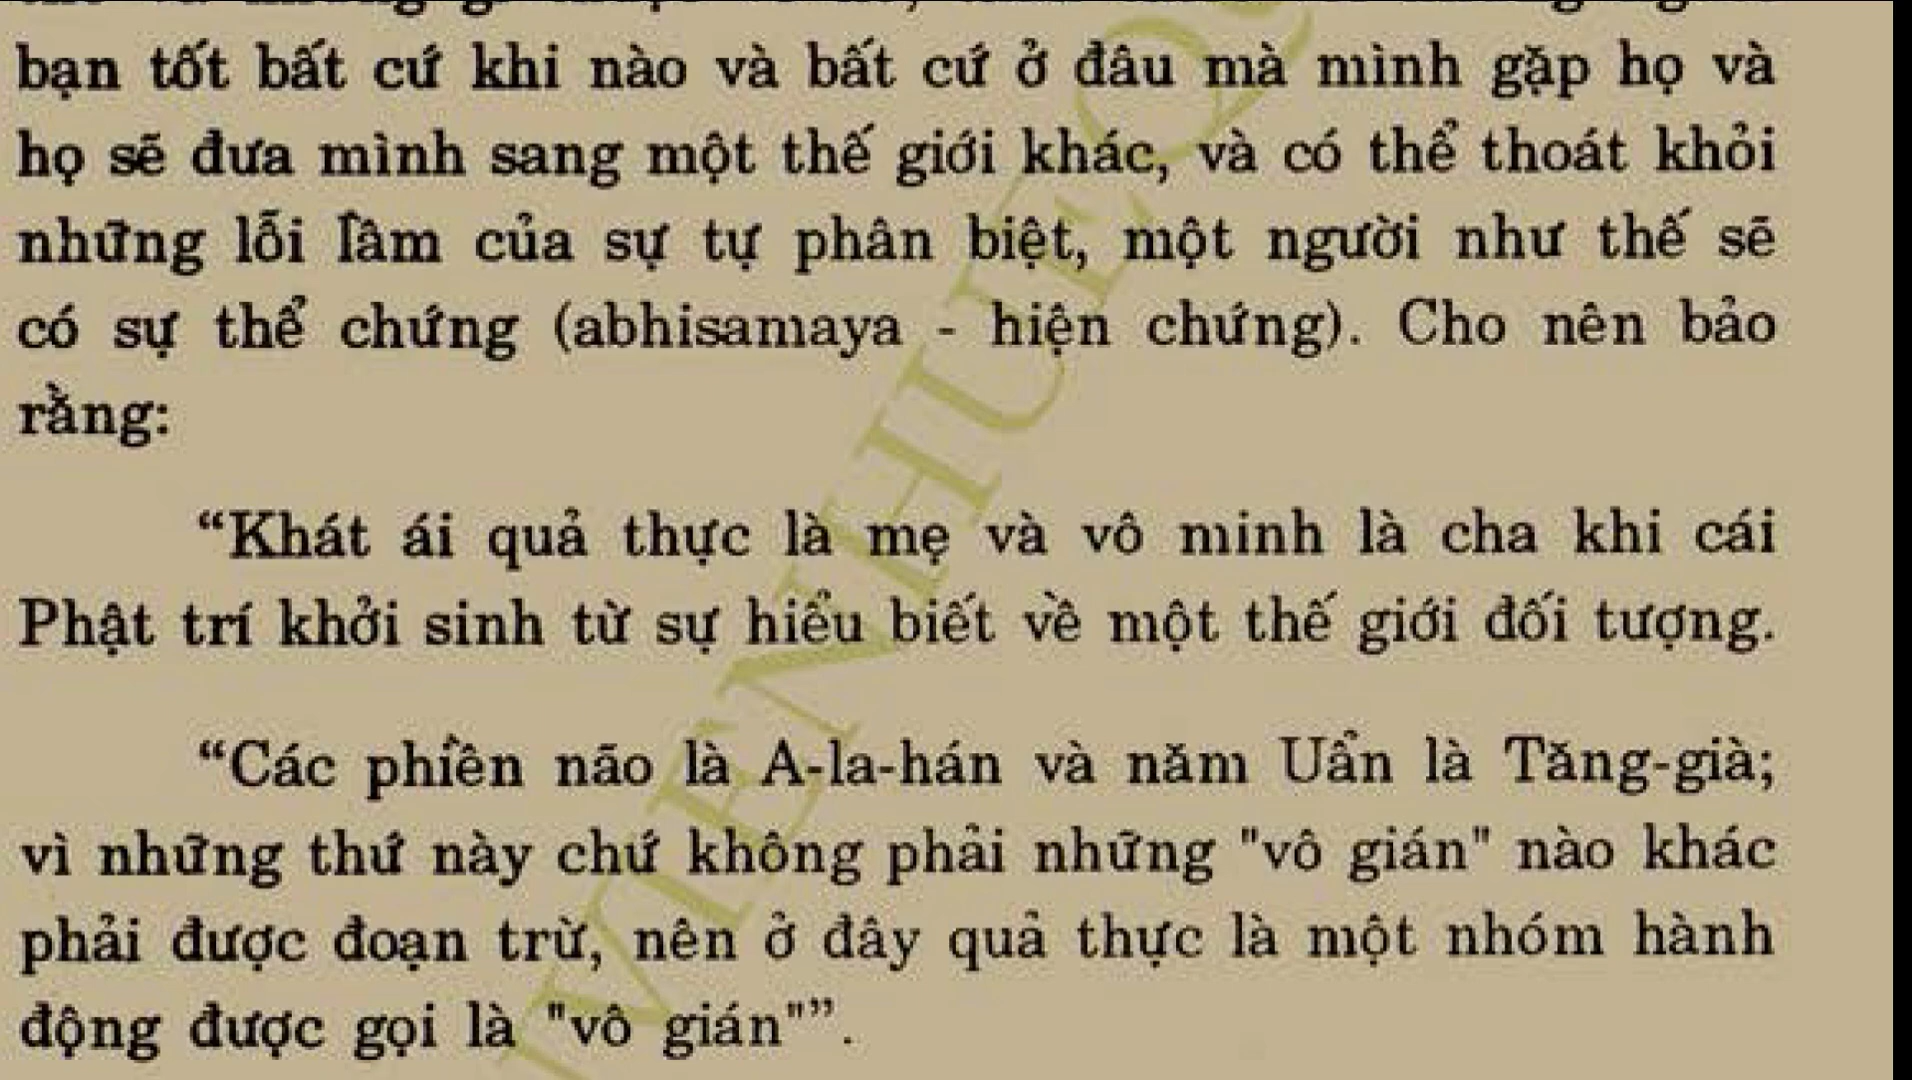 bạn tốt bất cứ khi nào và bất cứ ở đâu mà mình gặp họ và
họ sẽ đưa mình sang một thế giới khác, và có thể thoát khỏi
những lỗi lầm của sự tự phân biệt, một người như thế sẽ
có sự thể chứng (abhisamaya - hiện chứng). Cho nên bảo
rằng:
“Khát ái quả thực là mẹ và vô minh là cha khi cái
Phật trí khởi sinh từ sự hiểu biết về một thế giới đối tượng.
“Các phiền não là A-la-hán và năm Uẩn là Tăng-già;
vì những thứ này chứ không phải những "vô gián" nào khác
phải được đoạn trừ, nên ở đây quả thực là một nhóm hành
động được gọi là "vô gián"”.
VIENHUEQ